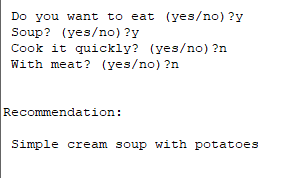 Do you want to eat (yes/no)?y
Soup? (yes/no)?y
Cook it quickly? (yes/no)?n
With meat? (yes/no)?n
Recommendation:
Simple cream soup with potatoes